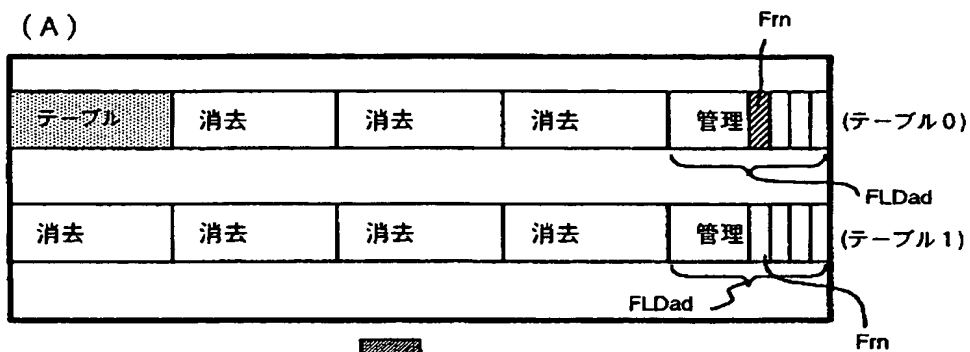 (A)
Frn
テーブル 消去 消去 消去 管理 (テーブル0)
FLDad
消去 消去 消去 消去 管理 (テーブル1)
FLDad
Frn